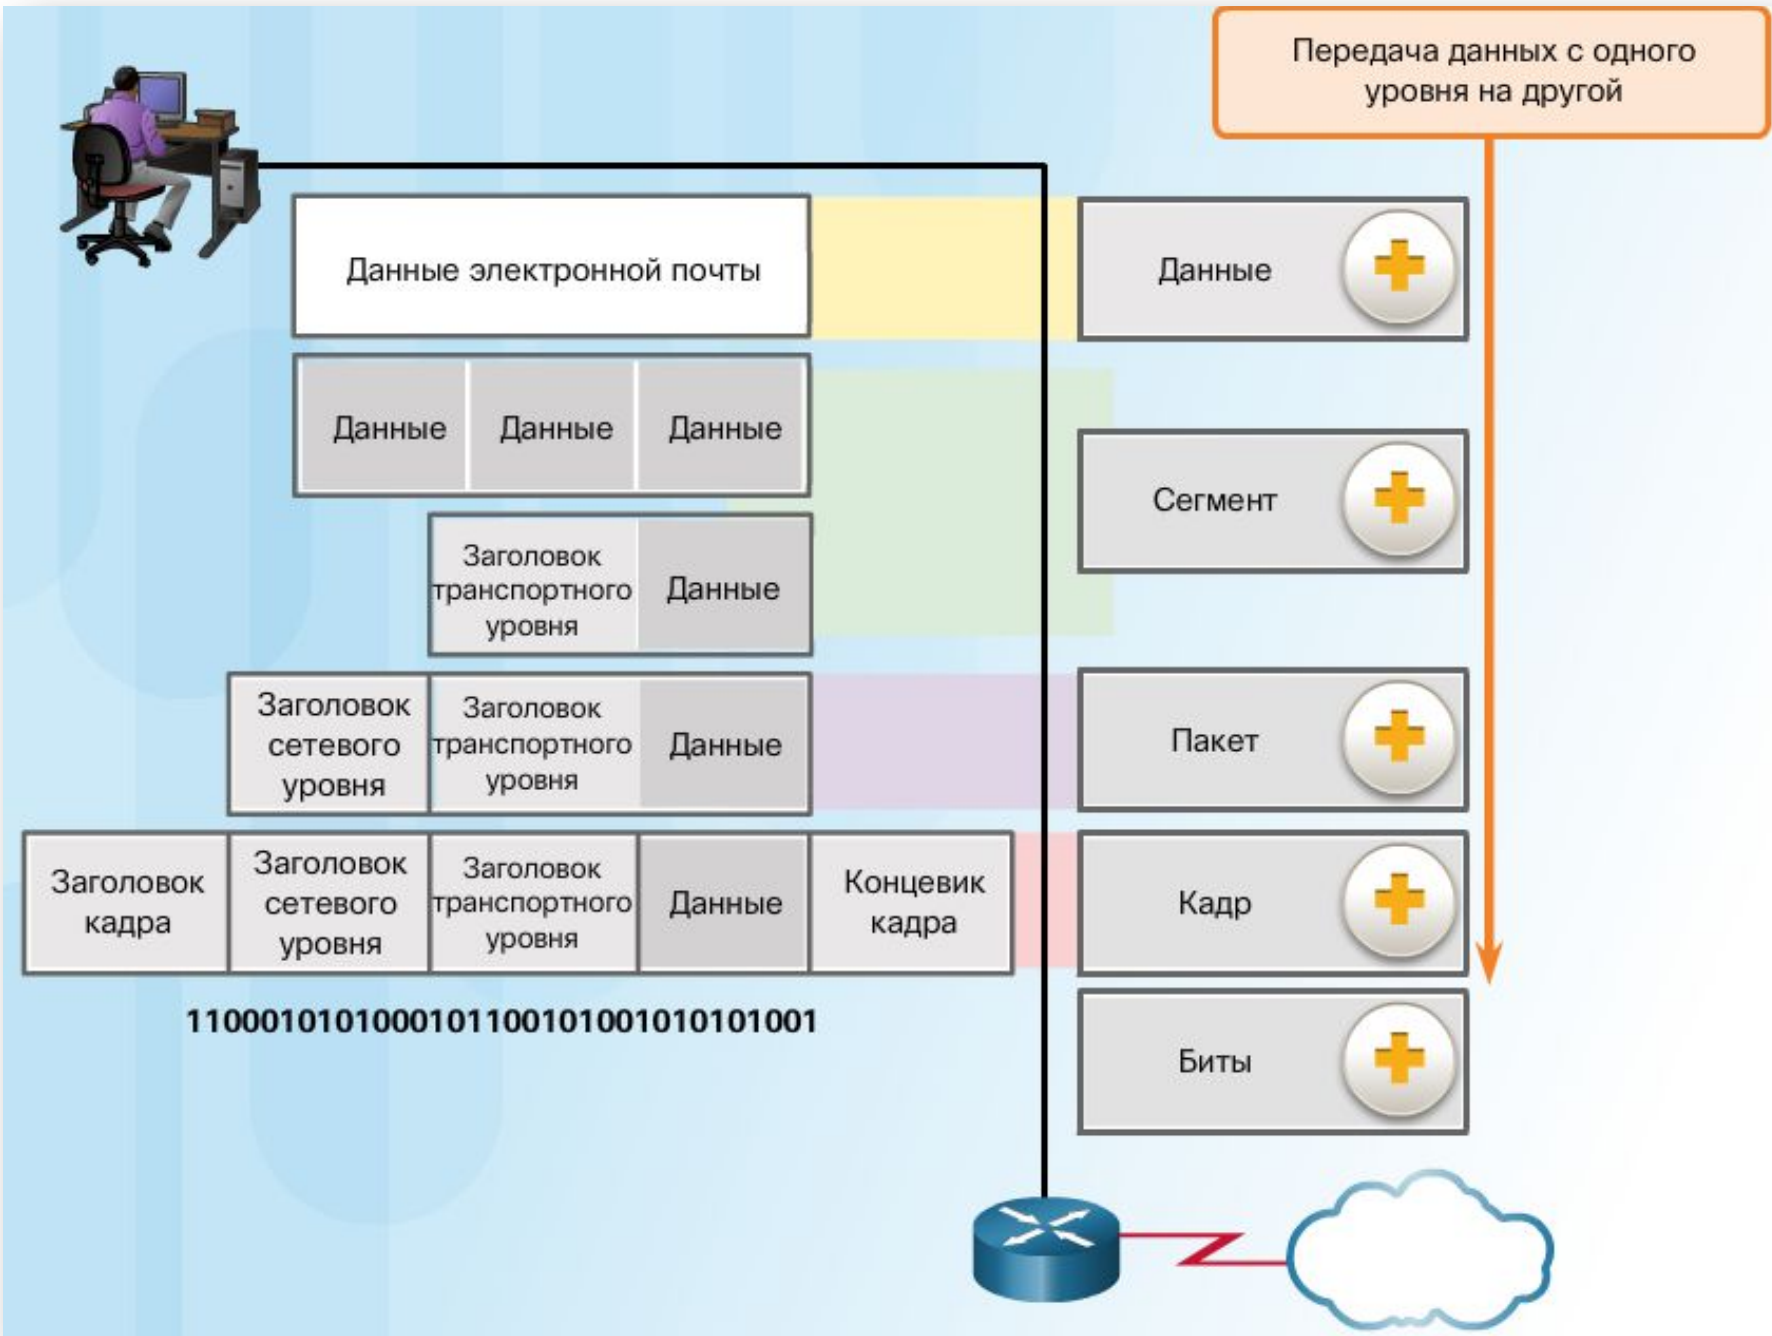 Передача данных с одного
уровня на другой
Данные электронной почты
Данные
Данные Данные Данные
Сегмент
Заголовок
транспортного
уровня
Данные
Заголовок
сетевого
уровня
Заголовок
транспортного
уровня
Данные
Пакет
Заголовок
кадра
Заголовок
сетевого
уровня
Заголовок
транспортного
уровня
Данные
Концевик
кадра
Кадр
1100010101000101100101001010101001
Биты